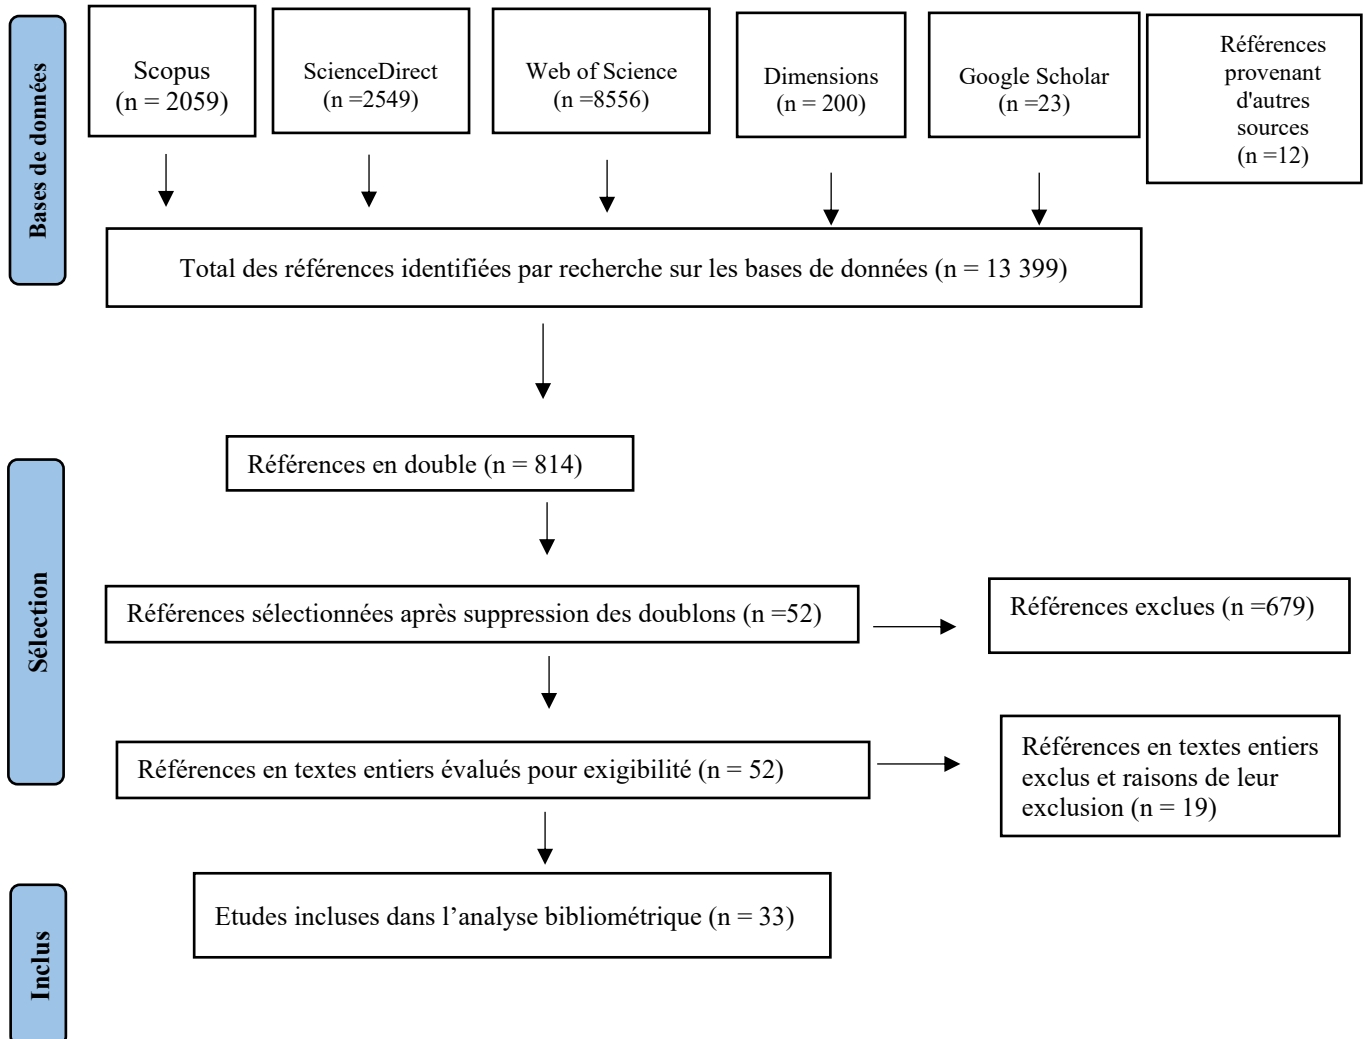 Bases de données
Scopus
(n = 2059)
ScienceDirect
(n =2549)
Web of Science
(n =8556)
Dimensions
(n = 200)
Google Scholar
(n =23)
Références
provenant
d'autres
sources
(n =12)
Total des références identifiées par recherche sur les bases de données (n = 13 399)
Sélection
Références en double (n = 814)
Références sélectionnées après suppression des doublons (n =52)
Références exclues (n =679)
Références en textes entiers évalués pour exigibilité (n = 52)
Références en textes entiers
exclus et raisons de leur
exclusion (n = 19)
Inclus
Etudes incluses dans l’analyse bibliométrique (n = 33)